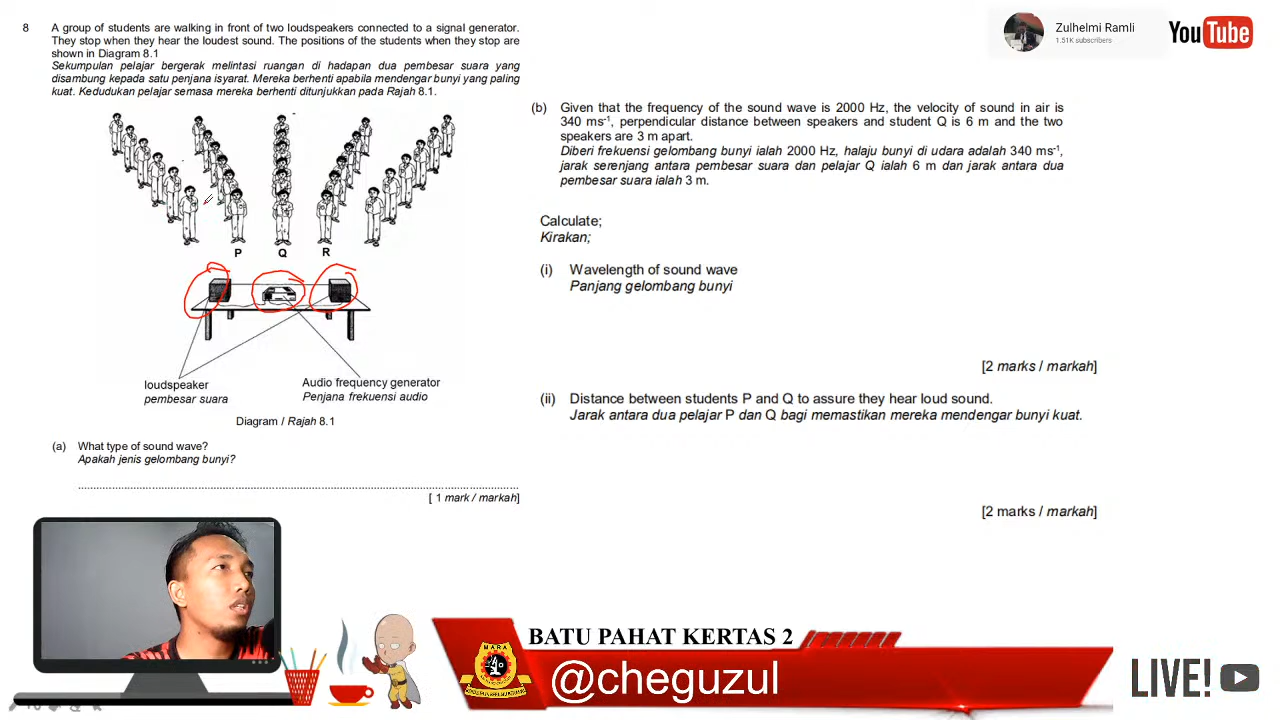 8 A group of students are walking in front of two loudspeakers connected to a signal generator.
They stop when they hear the loudest sound. The positions of the students when they stop are
shown in Diagram 8.1
Sekumpulan pelajar bergerak melintasi ruangan di hadapan dua pembesar suara yang
disambung kepada satu penjana isyarat. Mereka berhenti apabila mendengar bunyi yang paling
kuat. Kedudukan pelajar semasa mereka berhenti ditunjukkan pada Rajah 8.1.
P Q R
loudspeaker
pembesar suara
Audio frequency generator
Penjana frekuensi audio
Diagram / Rajah 8.1
(a) What type of sound wave?
Apakah jenis gelombang bunyi?
[ 1 mark / markah]
(b) Given that the frequency of the sound wave is 2000 Hz, the velocity of sound in air is
340 ms-1, perpendicular distance between speakers and student Q is 6 m and the two
speakers are 3 m apart.
Diberi frekuensi gelombang bunyi ialah 2000 Hz, halaju bunyi di udara adalah 340 ms-1,
jarak serenjang antara pembesar suara dan pelajar Q ialah 6 m dan jarak antara dua
pembesar suara ialah 3 m.
Calculate;
Kirakan;
(i) Wavelength of sound wave
Panjang gelombang bunyi
[2 marks / markah]
(ii) Distance between students P and Q to assure they hear loud sound.
Jarak antara dua pelajar P dan Q bagi memastikan mereka mendengar bunyi kuat.
[2 marks / markah]
Zulhelmi Ramli
1.51K subscribers
YouTube
BATU PAHAT KERTAS 2
MARA
@cheguzul
LIVE!